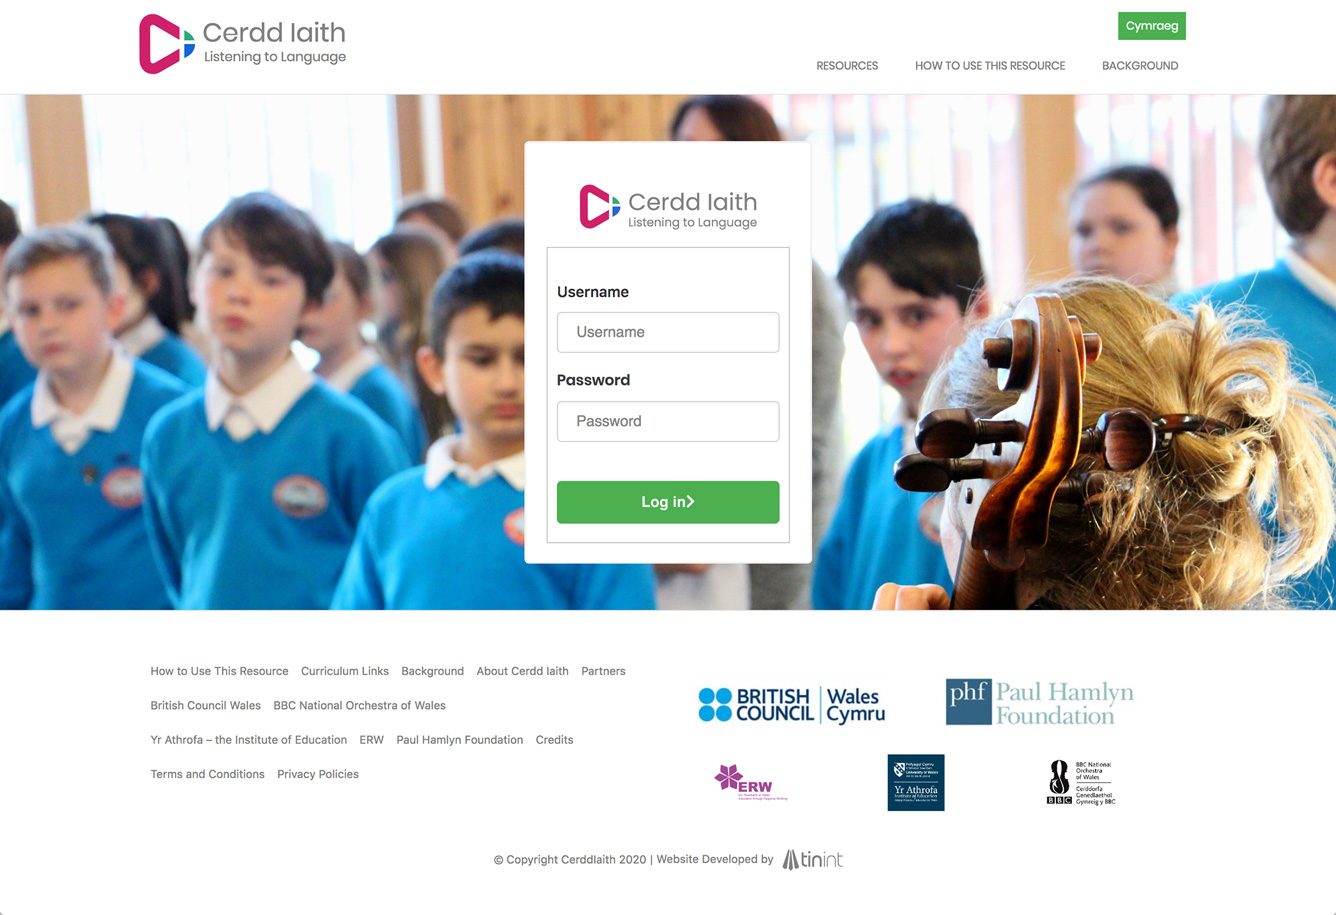 Cerdd Iaith
Listening to Language
Cymraeg
RESOURCES HOW TO USE THIS RESOURCE BACKGROUND
Cerdd Iaith
Listening to Language
Username
Username
Password
Password
Log in
How to Use This Resource Curriculum Links Background About Cerdd Iaith Partners
British Council Wales BBC National Orchestra of Wales
Yr Athrofa – the Institute of Education ERW Paul Hamlyn Foundation Credits
Terms and Conditions Privacy Policies
BRITISH COUNCIL Wales Cymru
phf Paul Hamlyn Foundation
ERW
Yr Athrofa
Institute of Education
BBC National
Orchestra
of Wales
Cerddorfa
Genedlaethol
Gymreig y BBC
BBC
© Copyright CerddIaith 2020 | Website Developed by tinint